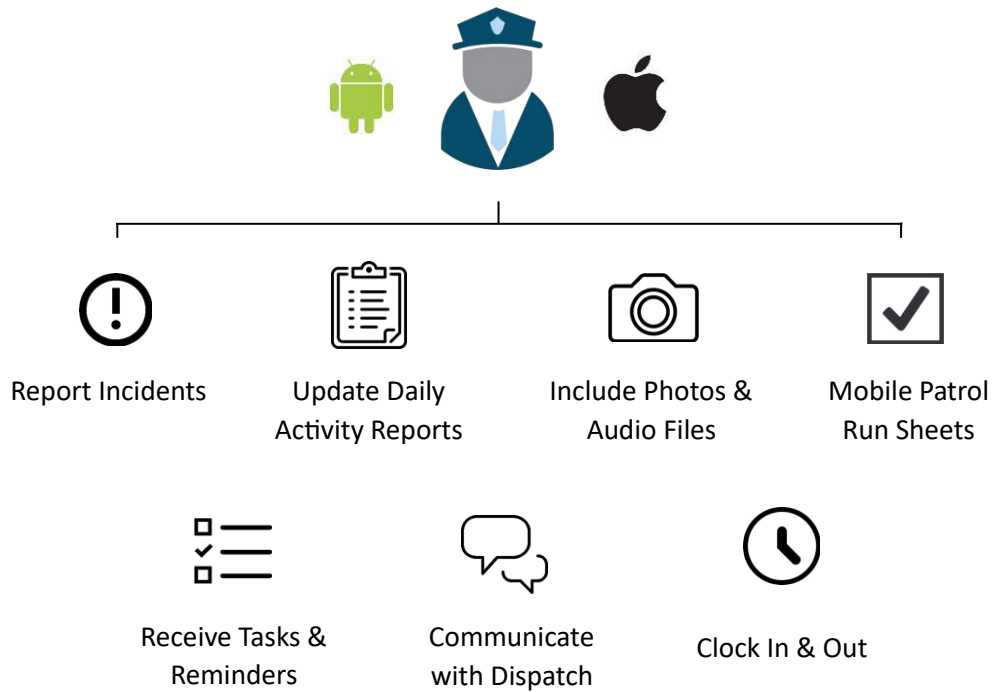 Report Incidents
Update Daily
Activity Reports
Include Photos &
Audio Files
Mobile Patrol
Run Sheets
Receive Tasks &
Reminders
Communicate
with Dispatch
Clock In & Out